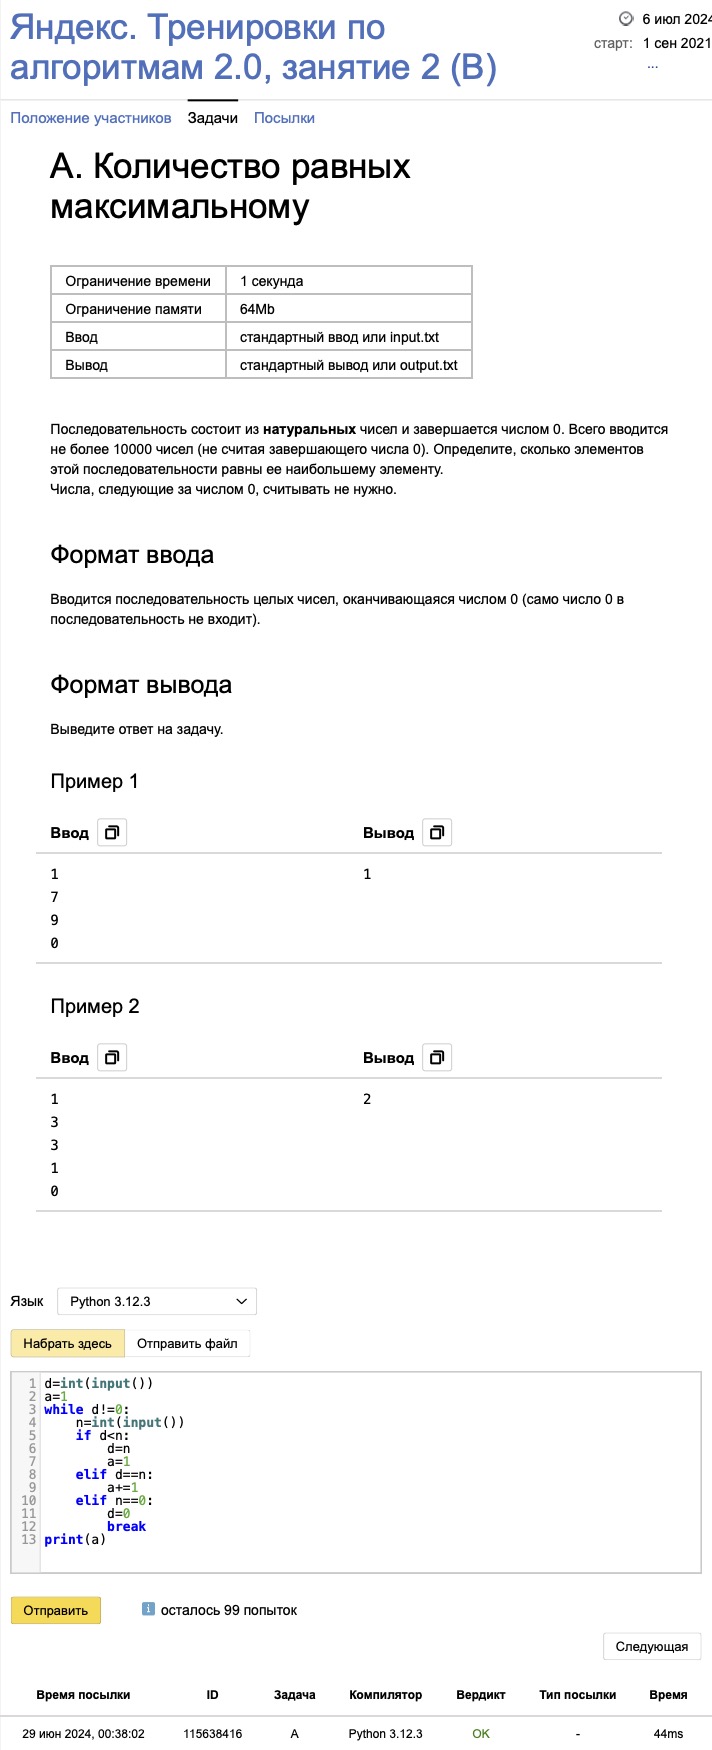 Яндекс. Тренировки по
алгоритмам 2.0, занятие 2 (B)
6 июл 2024
старт: 1 сен 2021
...
Положение участников Задачи Посылки
А. Количество равных
максимальному
Ограничение времени 1 секунда
Ограничение памяти 64Mb
Ввод стандартный ввод или input.txt
Вывод стандартный вывод или output.txt
Последовательность состоит из натуральных чисел и завершается числом 0. Всего вводится
не более 10000 чисел (не считая завершающего числа 0). Определите, сколько элементов
этой последовательности равны ее наибольшему элементу.
Числа, следующие за числом 0, считывать не нужно.
Формат ввода
Вводится последовательность целых чисел, оканчивающаяся числом 0 (само число 0 в
последовательность не входит).
Формат вывода
Выведите ответ на задачу.
Пример 1
Ввод Вывод
1 1
7
9
0
Пример 2
Ввод Вывод
1 2
3
3
1
0
Язык Python 3.12.3
Набрать здесь Отправить файл
1 d=int(input())
2 a=1
3 while d!=0:
4     n=int(input())
5     if d<n:
6         d=n
7         a=1
8     elif d==n:
9         a+=1
10     elif n==0:
11         d=0
12         break
13 print(a)
Отправить i осталось 99 попыток
Следующая
Время посылки ID Задача Компилятор Вердикт Тип посылки Время
29 июн 2024, 00:38:02 115638416 A Python 3.12.3 OK - 44ms